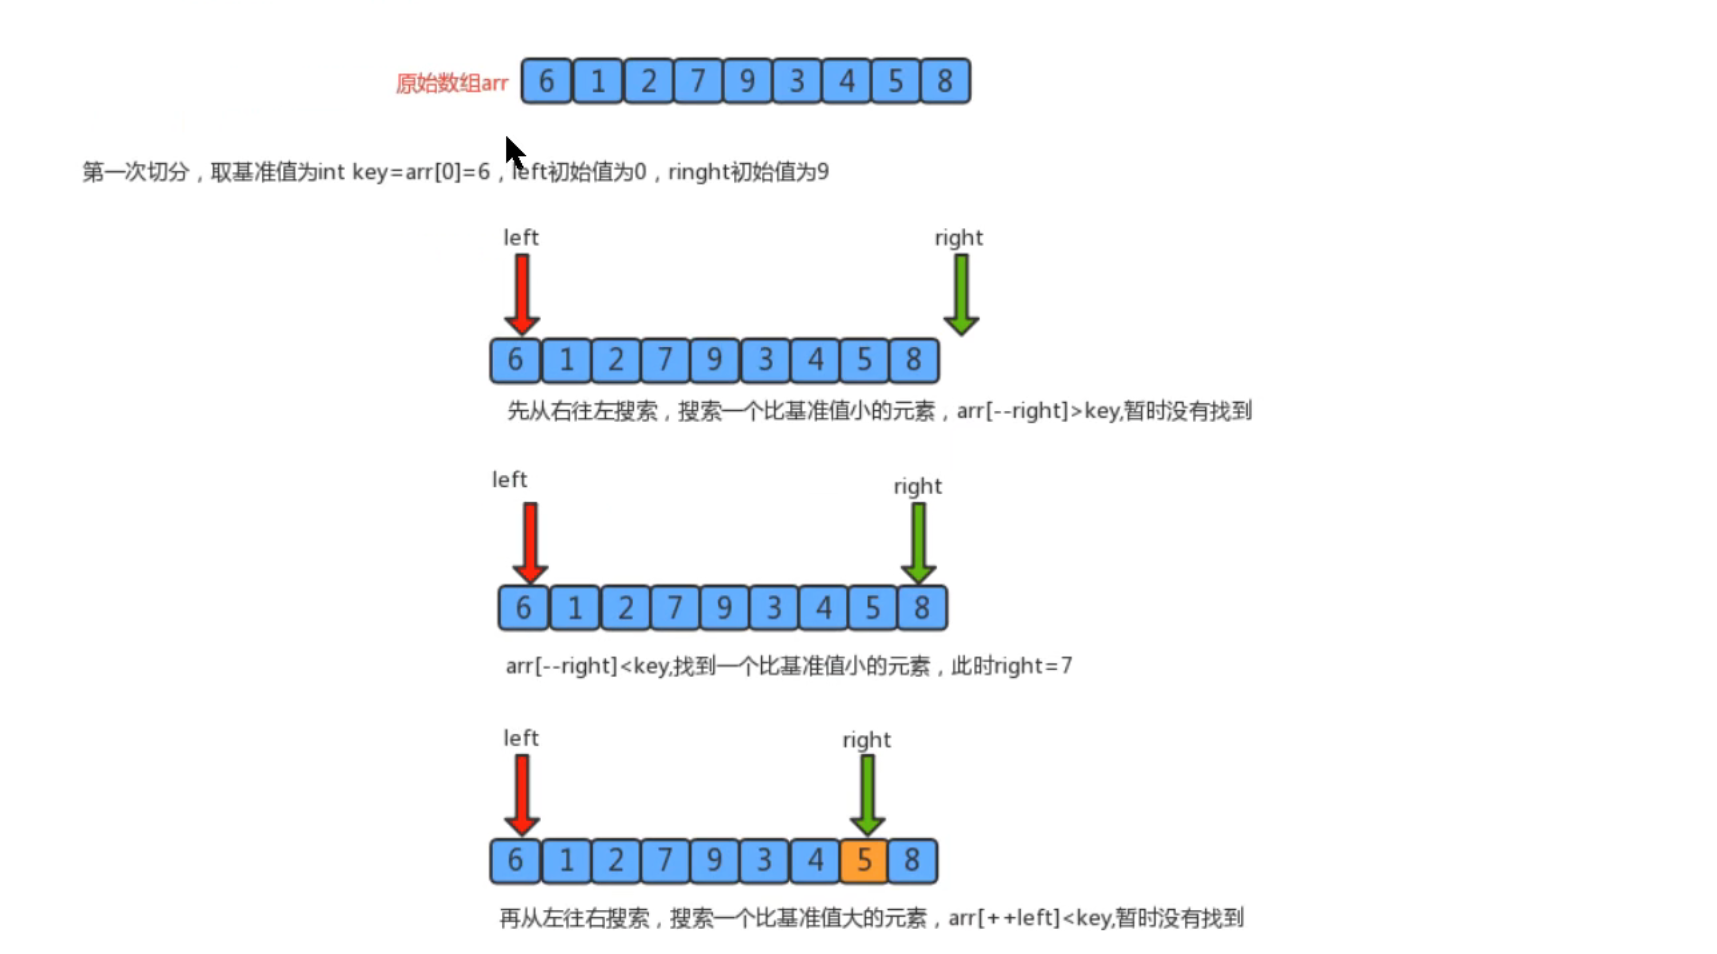 原始数组arr 6 1 2 7 9 3 4 5 8
第一次切分，取基准值为int key=arr[0]=6，left初始值为0，ringht初始值为9
left right
6 1 2 7 9 3 4 5 8
先从右往左搜索，搜索一个比基准值小的元素，arr[--right]>key,暂时没有找到
left right
6 1 2 7 9 3 4 5 8
arr[--right]<key,找到一个比基准值小的元素，此时right=7
left right
6 1 2 7 9 3 4 5 8
再从左往右搜索，搜索一个比基准值大的元素，arr[++left]<key,暂时没有找到